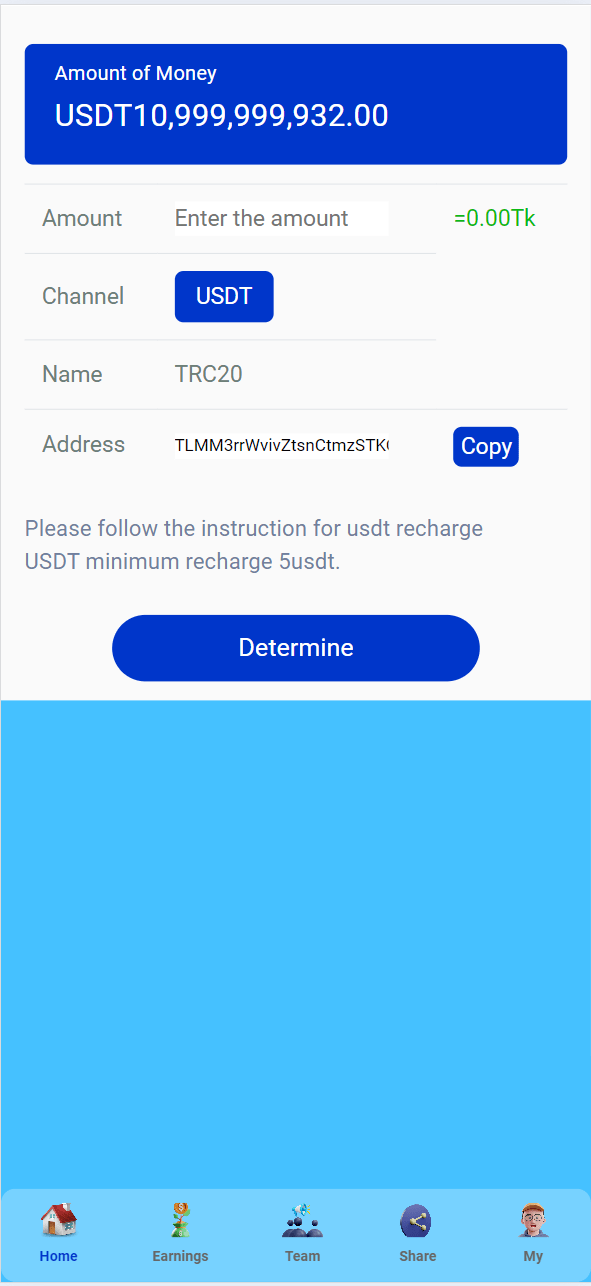 Amount of Money
USDT10,999,999,932.00
Amount Enter the amount =0.00Tk
Channel USDT
Name TRC20
Address TLMM3rrWvivZtsnCtmzSTK Copy
Please follow the instruction for usdt recharge
USDT minimum recharge 5usdt.
Determine
Home Earnings Team Share My